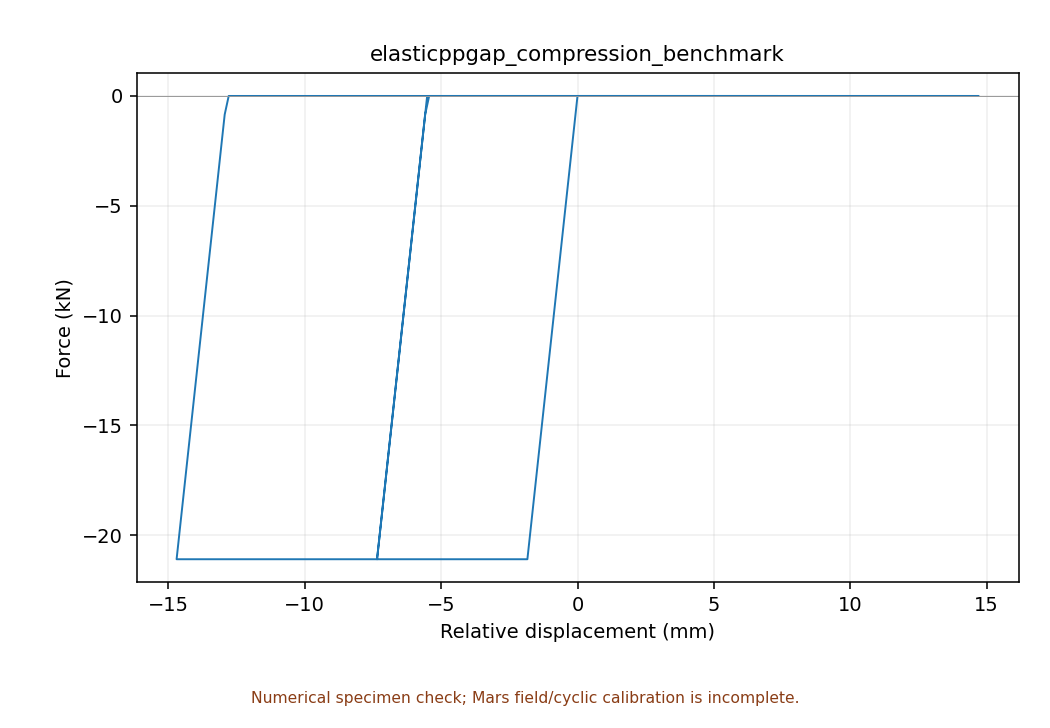 elasticppgap_compression_benchmark
0
−5
−10
−15
−20
Force (kN)
−15 −10 −5 0 5 10 15
Relative displacement (mm)
Numerical specimen check; Mars field/cyclic calibration is incomplete.